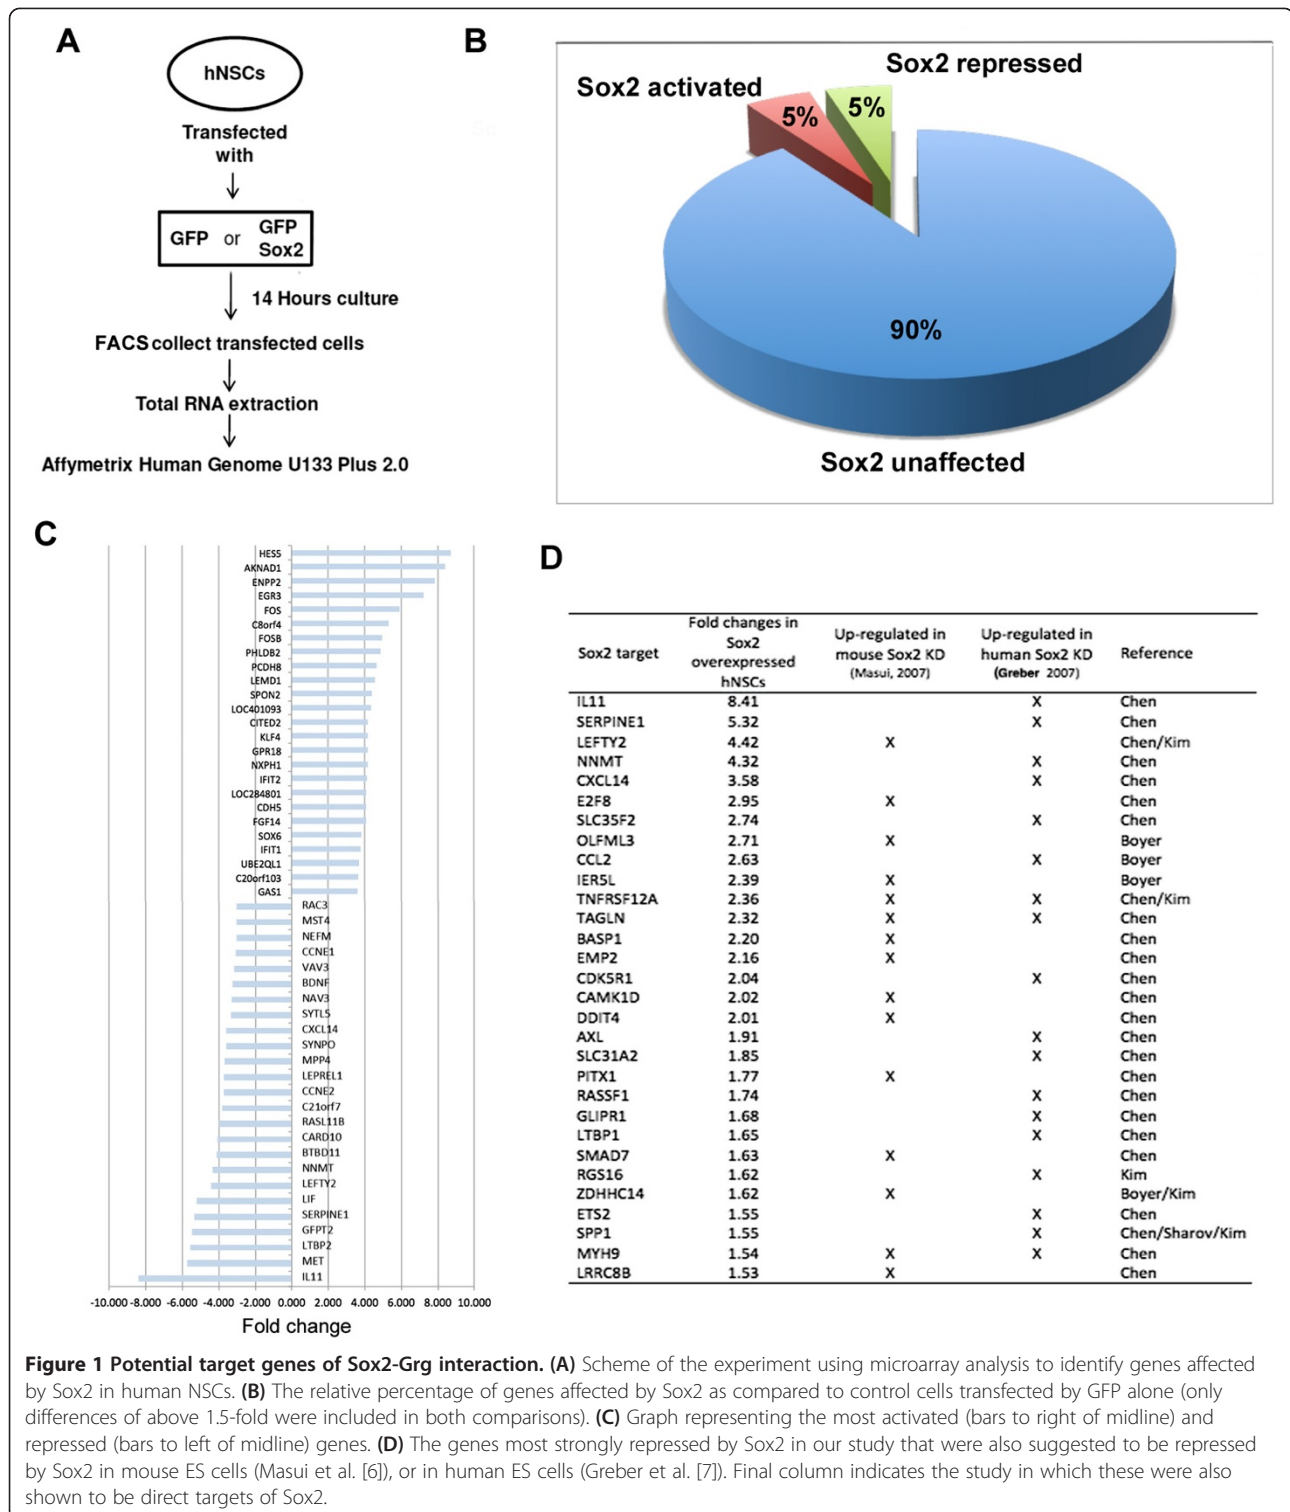 A
hNSCs
Transfected
with
GFP or GFP
Sox2
14 Hours culture
FACS collect transfected cells
Total RNA extraction
Affymetrix Human Genome U133 Plus 2.0
B
Sox2 activated
Sox2 repressed
5%
5%
90%
Sox2 unaffected
C
HES5
AKNAD1
ENPP2
EGR3
FOS
C8orf4
FOSB
PHLDB2
PCDH8
LEMD1
SPON2
LOC401093
CITED2
KLF4
GPR18
NXPH1
IFIT2
LOC284801
CDH5
FGF14
SOX6
IFIT1
UBE2QL1
C20orf103
GAS1
RAC3
MST4
NEFM
CCNE1
VAV3
BDNF
NAV3
SYTL5
CXCL14
SYNPO
MPP4
LEPREL1
CCNE2
C21orf7
RASL11B
CARD10
BTBD11
NNMT
LEFTY2
LIF
SERPINE1
GFPT2
LTBP2
MET
IL11
-10.000 -8.000 -6.000 -4.000 -2.000 0.000 2.000 4.000 6.000 8.000 10.000
Fold change
D
Sox2 target
Fold changes in
Sox2
overexpressed
hNSCs
Up-regulated in
mouse Sox2 KD
(Masui, 2007)
Up-regulated in
human Sox2 KD
(Greber 2007)
Reference
IL11 8.41 X Chen
SERPINE1 5.32 X Chen
LEFTY2 4.42 X Chen/Kim
NNMT 4.32 X Chen
CXCL14 3.58 X Chen
E2F8 2.95 X Chen
SLC35F2 2.74 X Chen
OLFML3 2.71 X Boyer
CCL2 2.63 X Boyer
IER5L 2.39 X Boyer
TNFRSF12A 2.36 X X Chen/Kim
TAGLN 2.32 X X Chen
BASP1 2.20 X Chen
EMP2 2.16 X Chen
CDK5R1 2.04 X Chen
CAMK1D 2.02 X Chen
DDIT4 2.01 X Chen
AXL 1.91 X Chen
SLC31A2 1.85 X Chen
PITX1 1.77 X Chen
RASSF1 1.74 X Chen
GLIPR1 1.68 X Chen
LTBP1 1.65 X Chen
SMAD7 1.63 X Chen
RGS16 1.62 X Kim
ZDHHC14 1.62 X Boyer/Kim
ETS2 1.55 X Chen
SPP1 1.55 X Chen/Sharov/Kim
MYH9 1.54 X X Chen
LRRC8B 1.53 X Chen
Figure 1 Potential target genes of Sox2-Grg interaction. (A) Scheme of the experiment using microarray analysis to identify genes affected
by Sox2 in human NSCs. (B) The relative percentage of genes affected by Sox2 as compared to control cells transfected by GFP alone (only
differences of above 1.5-fold were included in both comparisons). (C) Graph representing the most activated (bars to right of midline) and
repressed (bars to left of midline) genes. (D) The genes most strongly repressed by Sox2 in our study that were also suggested to be repressed
by Sox2 in mouse ES cells (Masui et al. [6]), or in human ES cells (Greber et al. [7]). Final column indicates the study in which these were also
shown to be direct targets of Sox2.